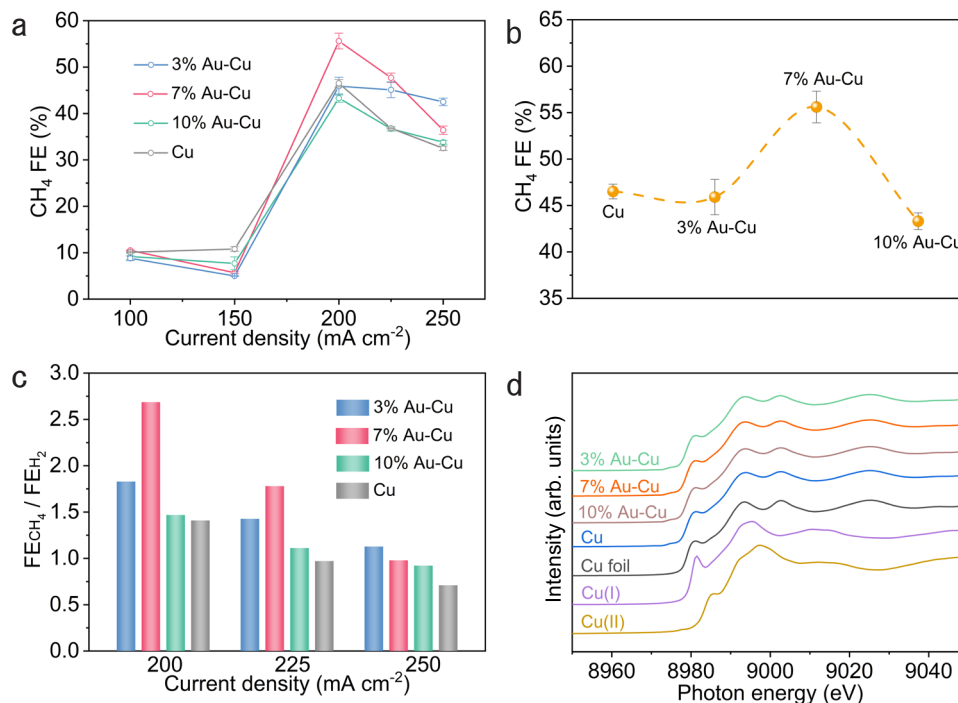 a
CH₄ FE (%)
60
50
40
30
20
10
0
3% Au-Cu
7% Au-Cu
10% Au-Cu
Cu
100
150
200
250
Current density (mA cm⁻²)
b
CH₄ FE (%)
65
60
55
50
45
40
35
Cu
3% Au-Cu
7% Au-Cu
10% Au-Cu
c
FE_CH₄ / FE_H₂
3.0
2.5
2.0
1.5
1.0
0.5
0.0
3% Au-Cu
7% Au-Cu
10% Au-Cu
Cu
200
225
250
Current density (mA cm⁻²)
d
Intensity (arb. units)
3% Au-Cu
7% Au-Cu
10% Au-Cu
Cu
Cu foil
Cu(I)
Cu(II)
8960
8980
9000
9020
9040
Photon energy (eV)